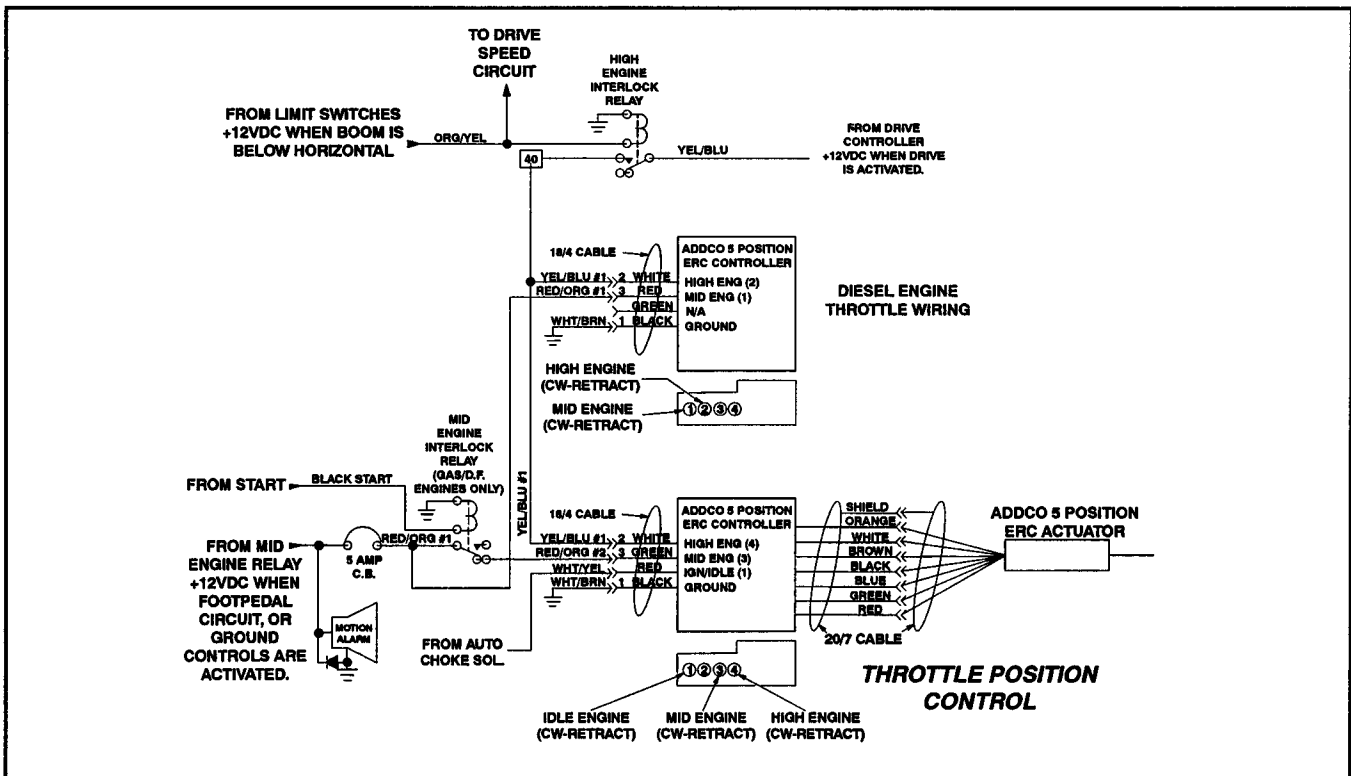 TO DRIVE
SPEED
CIRCUIT
HIGH
ENGINE
INTERLOCK
RELAY
FROM LIMIT SWITCHES
+12VDC WHEN BOOM IS
BELOW HORIZONTAL
ORG/YEL
40
YEL/BLU
FROM DRIVE
CONTROLLER
+12VDC WHEN DRIVE
IS ACTIVATED.
18/4 CABLE
ADDCO 5 POSITION
ERC CONTROLLER
YEL/BLU #1 2 WHITE HIGH ENG (2)
RED/ORG #1 3 RED MID ENG (1)
GREEN N/A
WHT/BRN 1 BLACK GROUND
DIESEL ENGINE
THROTTLE WIRING
HIGH ENGINE
(CW-RETRACT)
MID ENGINE
(CW-RETRACT)
1 2 3 4
MID
ENGINE
INTERLOCK
RELAY
(GAS/D.F.
ENGINES ONLY)
FROM START
BLACK START
YEL/BLU #1
FROM MID
ENGINE RELAY
+12VDC WHEN
FOOTPEDAL
CIRCUIT, OR
GROUND
CONTROLS ARE
ACTIVATED.
5 AMP
C.B.
RED/ORG #1
MOTION
ALARM
FROM AUTO
CHOKE SOL.
16/4 CABLE
ADDCO 5 POSITION
ERC CONTROLLER
YEL/BLU #1 2 WHITE HIGH ENG (4)
RED/ORG #2 3 GREEN MID ENG (3)
WHT/YEL RED IGN/IDLE (1)
WHT/BRN 1 BLACK GROUND
SHIELD
ORANGE
WHITE
BROWN
BLACK
BLUE
GREEN
RED
20/7 CABLE
ADDCO 5 POSITION
ERC ACTUATOR
1 2 3 4
IDLE ENGINE
(CW-RETRACT)
MID ENGINE
(CW-RETRACT)
HIGH ENGINE
(CW-RETRACT)
THROTTLE POSITION
CONTROL